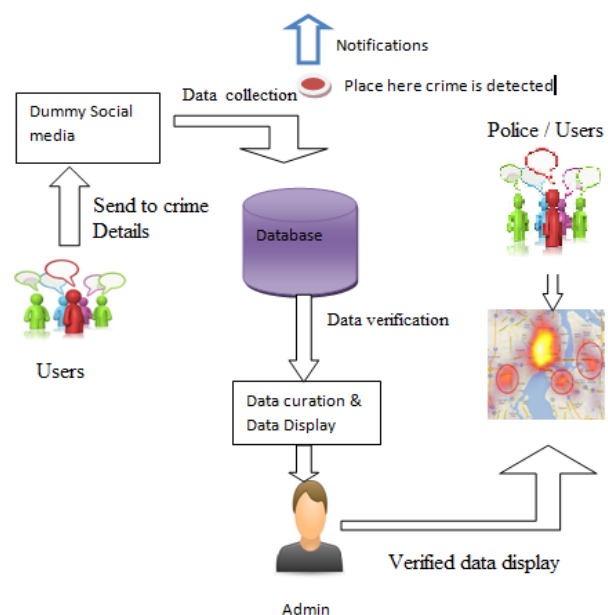 Notifications
Place here crime is detected
Data collection
Dummy Social
media
Police / Users
Send to crime
Details
Database
Data verification
Users
Data curation &
Data Display
Verified data display
Admin